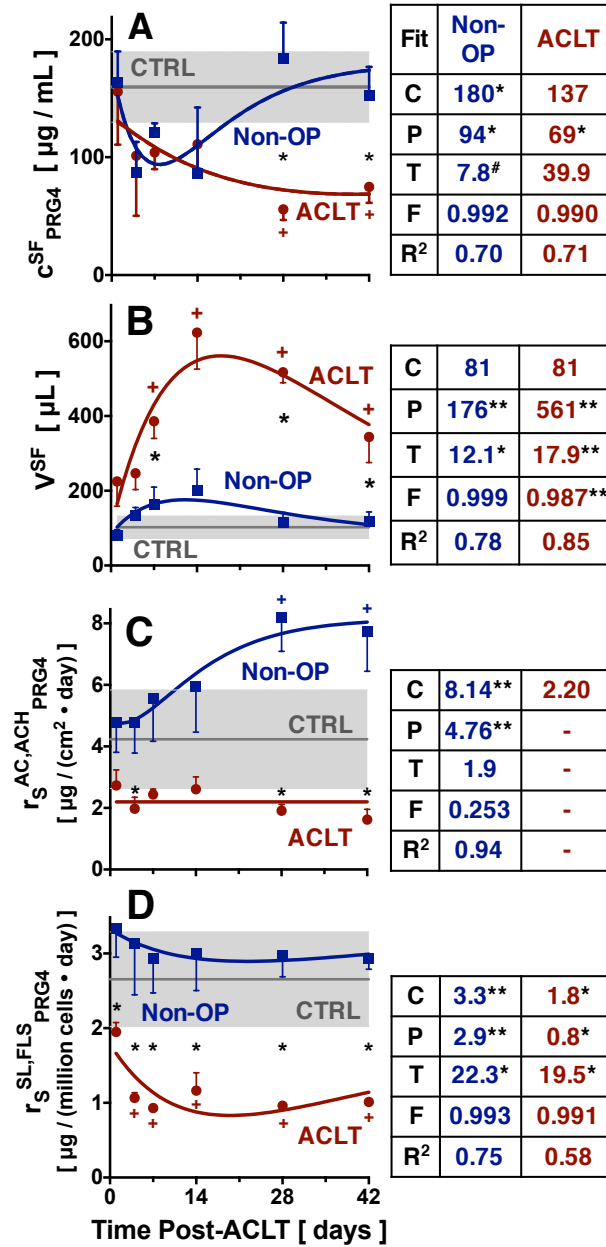 A
c^SF_PRG4 [ µg / mL ]
200
100
0
CTRL
Non-OP
ACLT
*
*
+
+
Fit Non-OP ACLT
C 180* 137
P 94* 69*
T 7.8# 39.9
F 0.992 0.990
R² 0.70 0.71
B
V^SF [ µL ]
600
400
200
0
+
+
+
+
ACLT
*
*
*
Non-OP
CTRL
C 81 81
P 176** 561**
T 12.1* 17.9**
F 0.999 0.987**
R² 0.78 0.85
C
r_S^AC,ACH_PRG4
[ µg / (cm² • day) ]
8
6
4
2
0
+
+
Non-OP
CTRL
*
*
*
ACLT
C 8.14** 2.20
P 4.76** -
T 1.9 -
F 0.253 -
R² 0.94 -
D
r_S^SL,FLS_PRG4
[ µg / (million cells • day) ]
3
2
1
0
Non-OP
CTRL
*
*
*
*
*
*
+
+
+
+
+
ACLT
C 3.3** 1.8*
P 2.9** 0.8*
T 22.3* 19.5*
F 0.993 0.991
R² 0.75 0.58
0 14 28 42
Time Post-ACLT [ days ]